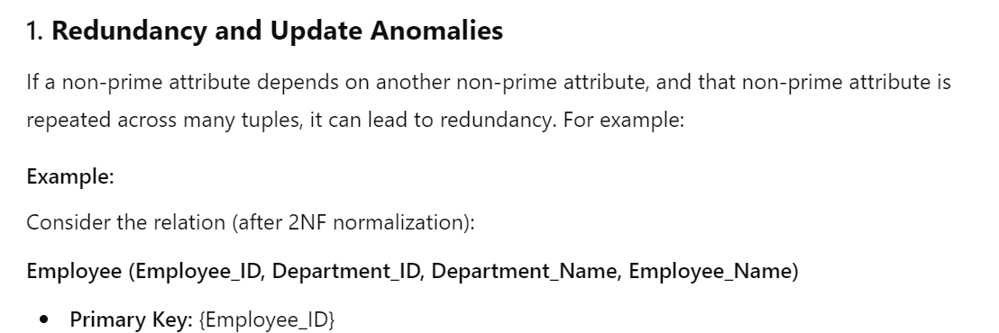 1. Redundancy and Update Anomalies
If a non-prime attribute depends on another non-prime attribute, and that non-prime attribute is
repeated across many tuples, it can lead to redundancy. For example:
Example:
Consider the relation (after 2NF normalization):
Employee (Employee_ID, Department_ID, Department_Name, Employee_Name)
• Primary Key: {Employee_ID}